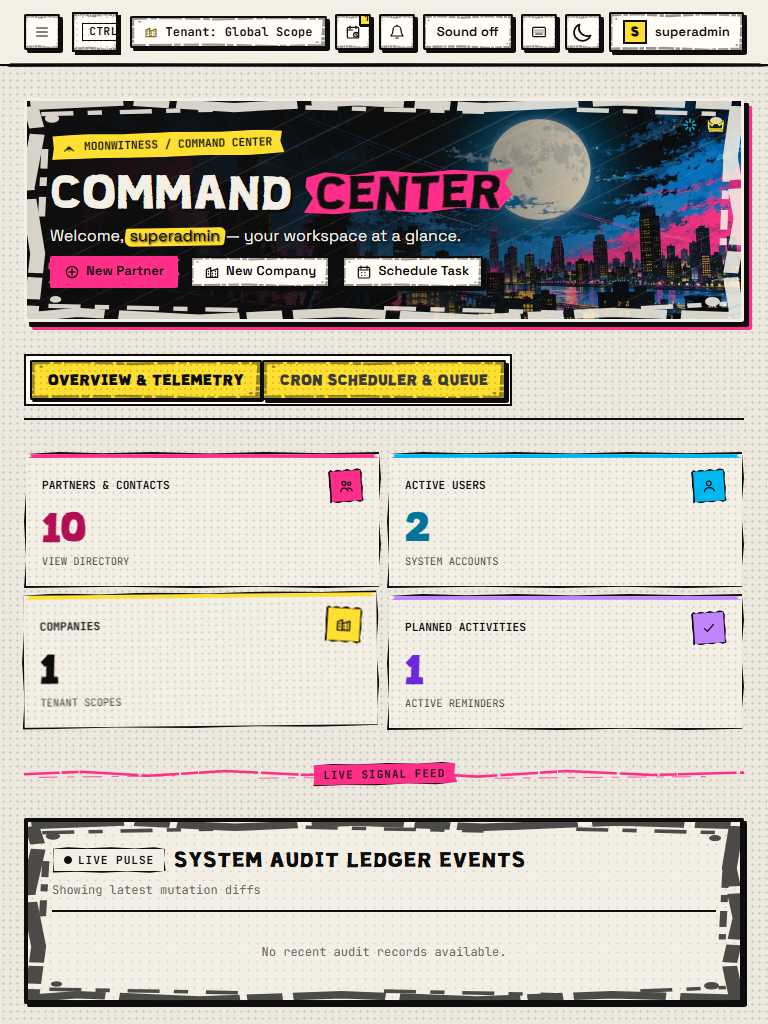 CTRL
Tenant: Global Scope
Sound off
$
superadmin
MOONWITNESS / COMMAND CENTER
COMMAND CENTER
Welcome, superadmin — your workspace at a glance.
New Partner
New Company
Schedule Task
OVERVIEW & TELEMETRY
CRON SCHEDULER & QUEUE
PARTNERS & CONTACTS
10
VIEW DIRECTORY
ACTIVE USERS
2
SYSTEM ACCOUNTS
COMPANIES
1
TENANT SCOPES
PLANNED ACTIVITIES
1
ACTIVE REMINDERS
LIVE SIGNAL FEED
LIVE PULSE
SYSTEM AUDIT LEDGER EVENTS
Showing latest mutation diffs
No recent audit records available.